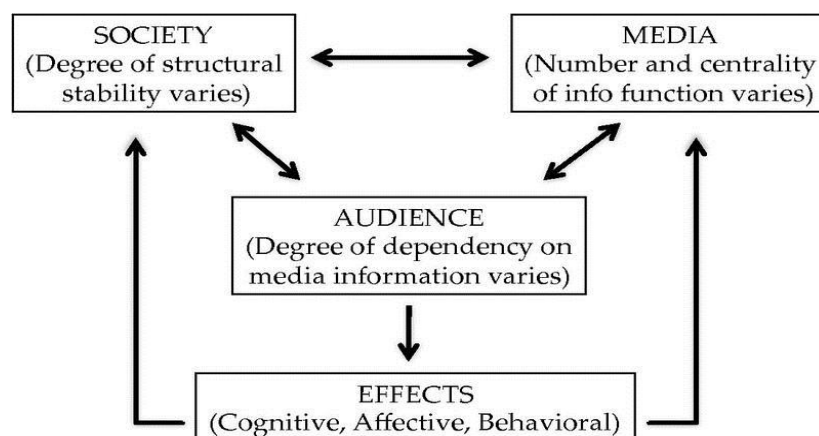 SOCIETY
(Degree of structural
stability varies)
MEDIA
(Number and centrality
of info function varies)
AUDIENCE
(Degree of dependency on
media information varies)
EFFECTS
(Cognitive, Affective, Behavioral)